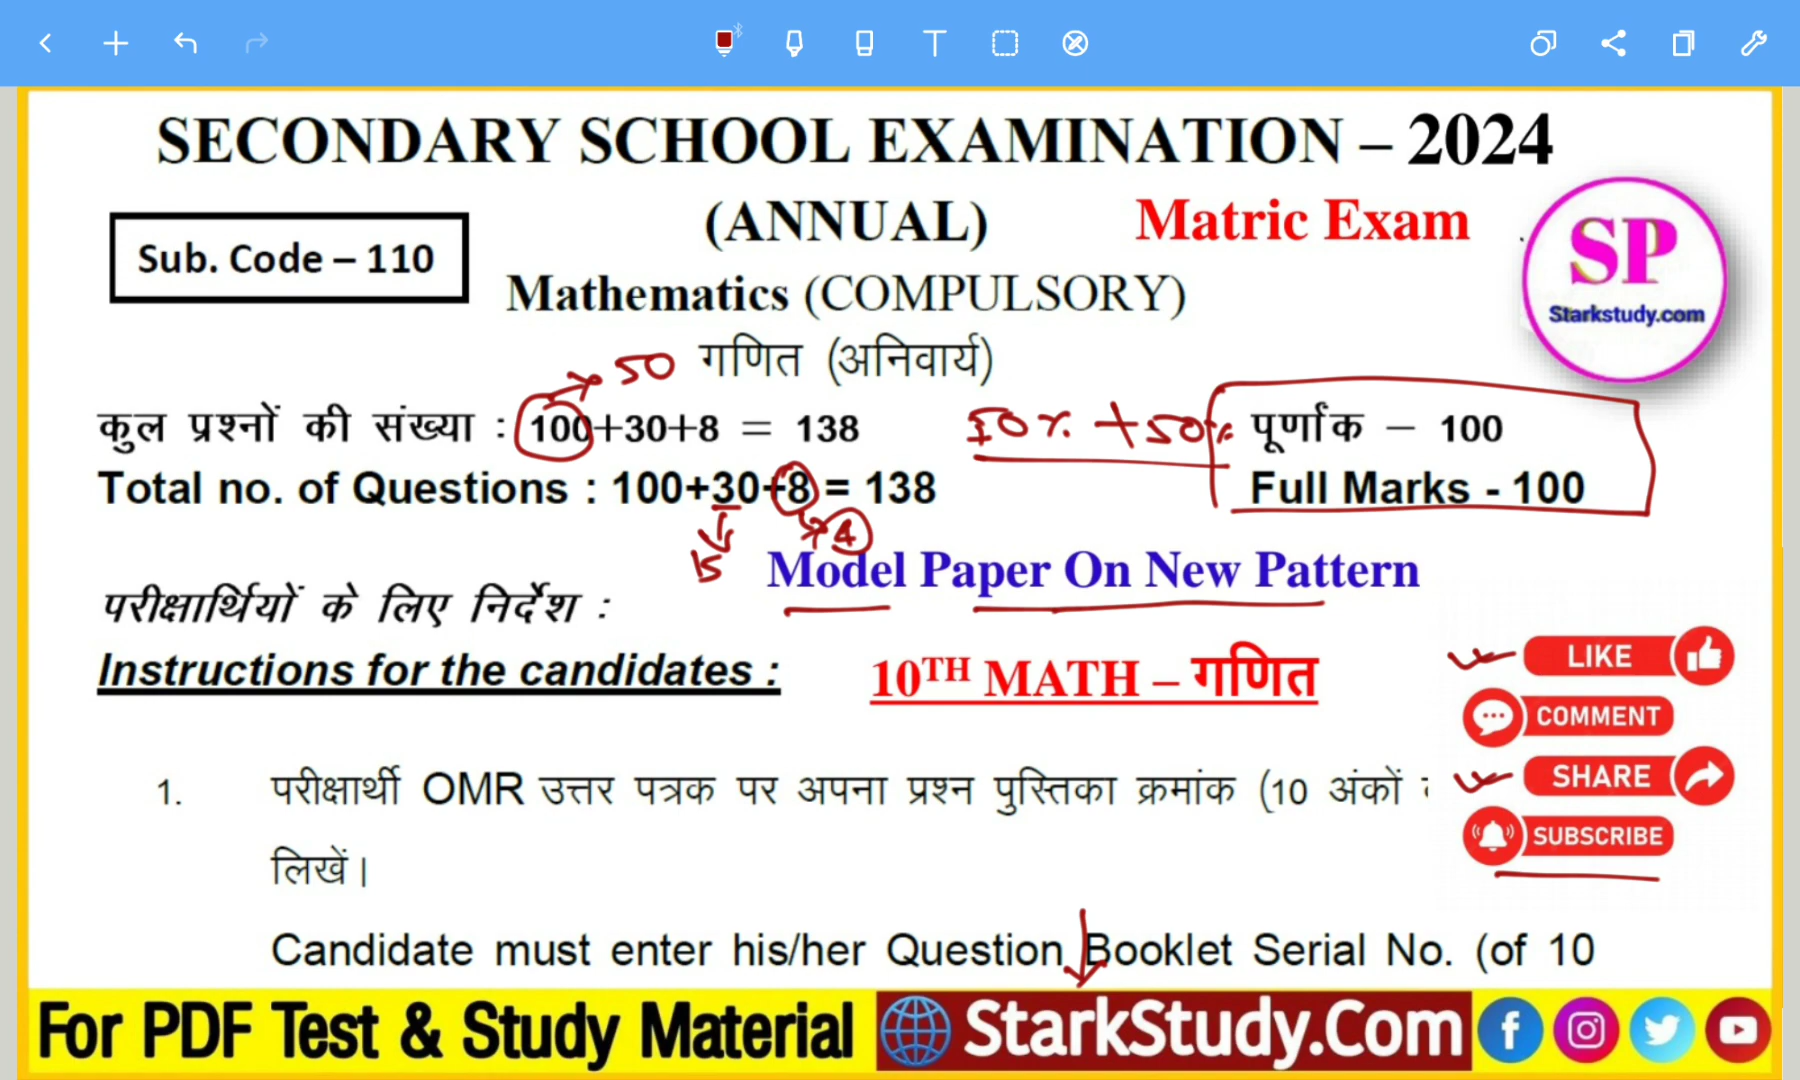 SECONDARY SCHOOL EXAMINATION – 2024
(ANNUAL) Matric Exam
Sub. Code – 110
SP
Starkstudy.com
Mathematics (COMPULSORY)
गणित (अनिवार्य)
50
कुल प्रश्नों की संख्या : 100+30+8 = 138
50% + 50%
पूर्णांक – 100
Total no. of Questions : 100+30+8 = 138
Full Marks - 100
15
4
Model Paper On New Pattern
परीक्षार्थियों के लिए निर्देश :
Instructions for the candidates :
10TH MATH – गणित
LIKE
COMMENT
SHARE
SUBSCRIBE
1. परीक्षार्थी OMR उत्तर पत्रक पर अपना प्रश्न पुस्तिका क्रमांक (10 अंकों
लिखें।
Candidate must enter his/her Question Booklet Serial No. (of 10
For PDF Test & Study Material StarkStudy.Com